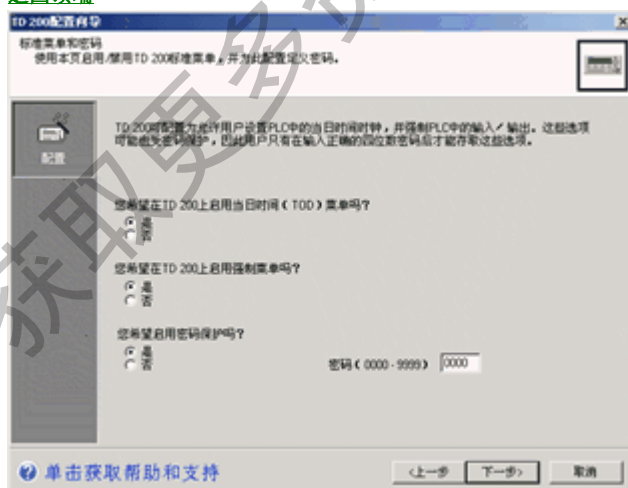 TD 200配置向导
标准菜单和密码
使用本页启用/禁用TD 200标准菜单，并为此配置定义密码。
配置
TD 200可配置为允许用户设置PLC中的当日时间时钟，并强制PLC中的输入/输出。这些选项
可能由密码保护，因此用户只有在输入正确的四位数密码后才能存取这些选项。
您希望在TD 200上启用当日时间（TOD）菜单吗？
是
否
您希望在TD 200上启用强制菜单吗？
是
否
您希望启用密码保护吗？
是
否
密码（0000 - 9999）
0000
单击获取帮助和支持
<上一步
下一步>
取消
获取更多